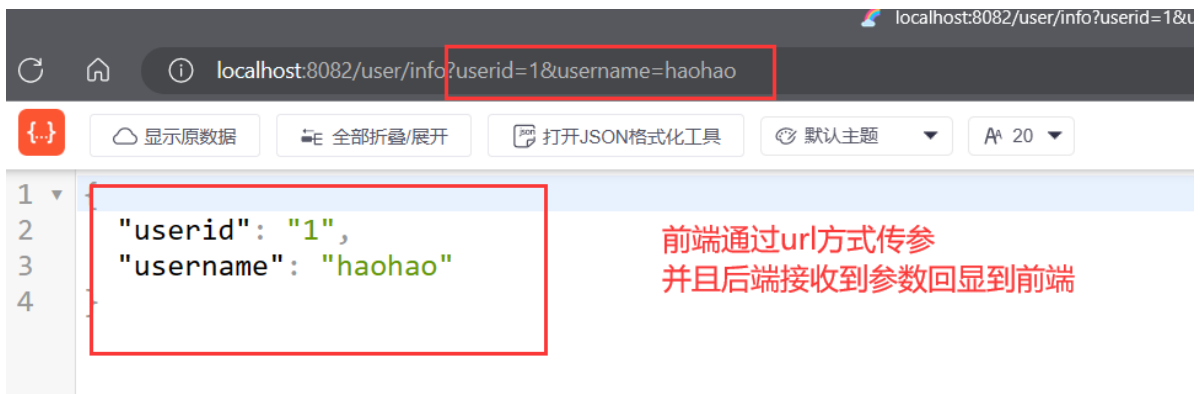 localhost:8082/user/info?userid=1&u
localhost:8082/user/info?userid=1&username=haohao
{...} 显示原数据 全部折叠/展开 json 打开JSON格式化工具 默认主题 AA 20
1 {
2 "userid": "1",
3 "username": "haohao"
4 }
前端通过url方式传参
并且后端接收到参数回显到前端